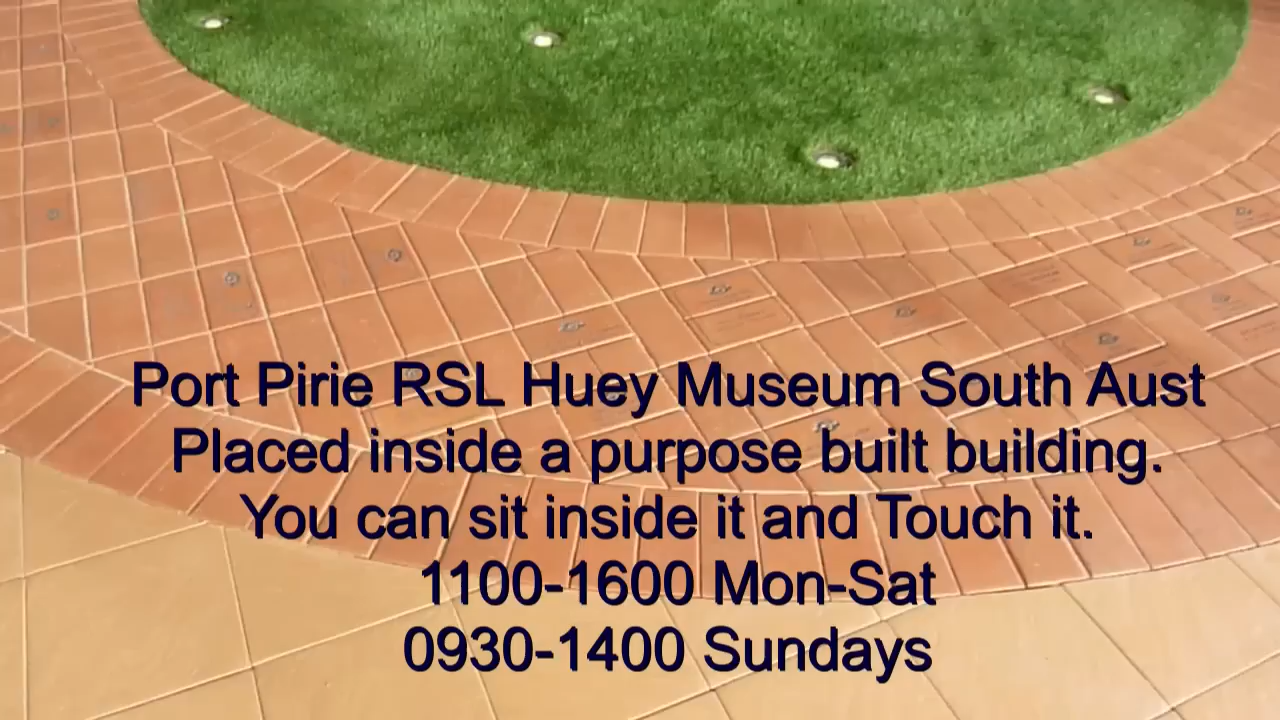 Port Pirie RSL Huey Museum South Aust
Placed inside a purpose built building.
You can sit inside it and Touch it.
1100-1600 Mon-Sat
0930-1400 Sundays